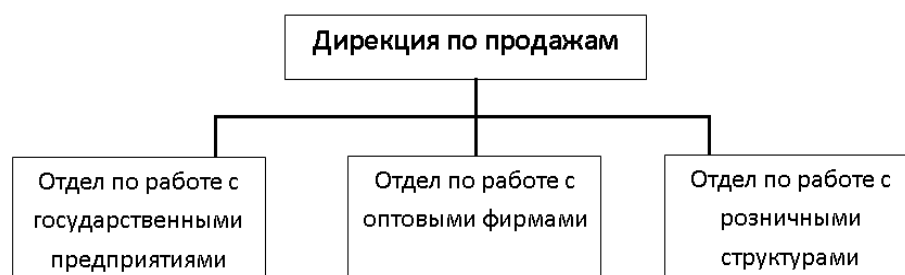 Дирекция по продажам
Отдел по работе с
государственными
предприятиями
Отдел по работе с
оптовыми фирмами
Отдел по работе с
розничными
структурами